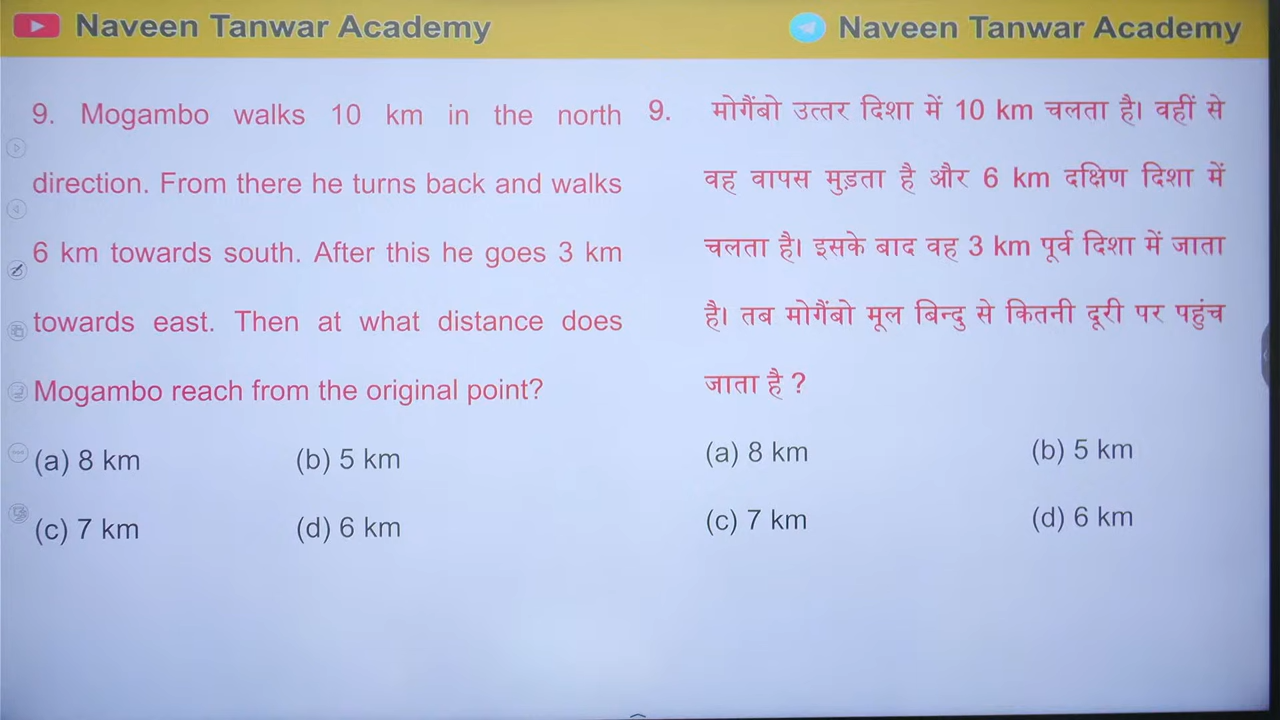 Naveen Tanwar Academy
Naveen Tanwar Academy
9. Mogambo walks 10 km in the north
direction. From there he turns back and walks
6 km towards south. After this he goes 3 km
towards east. Then at what distance does
Mogambo reach from the original point?
(a) 8 km (b) 5 km
(c) 7 km (d) 6 km
9. मोगैंबो उत्तर दिशा में 10 km चलता है। वहीं से
वह वापस मुड़ता है और 6 km दक्षिण दिशा में
चलता है। इसके बाद वह 3 km पूर्व दिशा में जाता
है। तब मोगैंबो मूल बिन्दु से कितनी दूरी पर पहुंच
जाता है ?
(a) 8 km (b) 5 km
(c) 7 km (d) 6 km